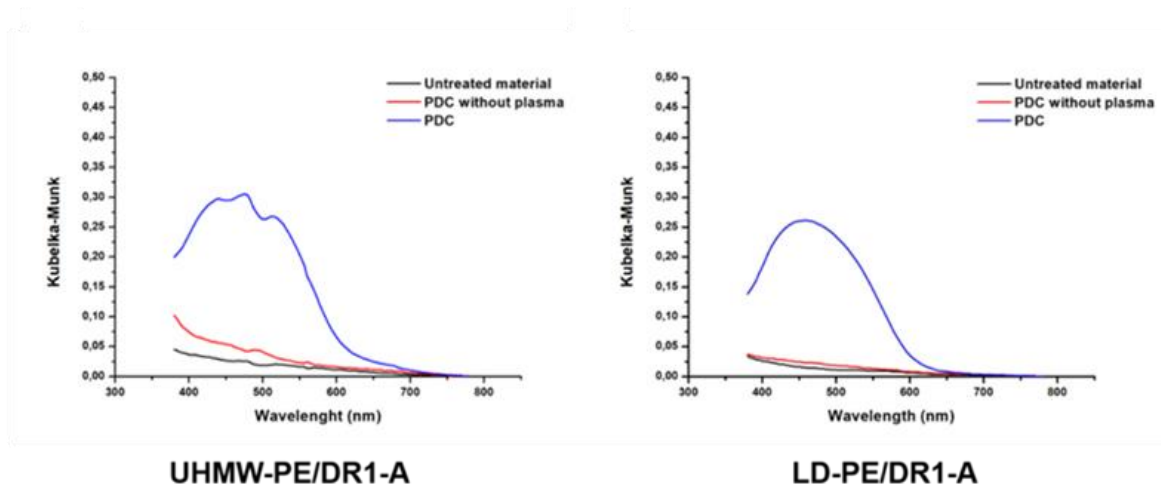 0,50
0,45
0,40
0,35
0,30
0,25
0,20
0,15
0,10
0,05
0,00
Kubelka-Munk
300 400 500 600 700 800
Wavelenght (nm)
Untreated material
PDC without plasma
PDC
UHMW-PE/DR1-A
0,50
0,45
0,40
0,35
0,30
0,25
0,20
0,15
0,10
0,05
0,00
Kubelka-Munk
300 400 500 600 700 800
Wavelength (nm)
Untreated material
PDC without plasma
PDC
LD-PE/DR1-A